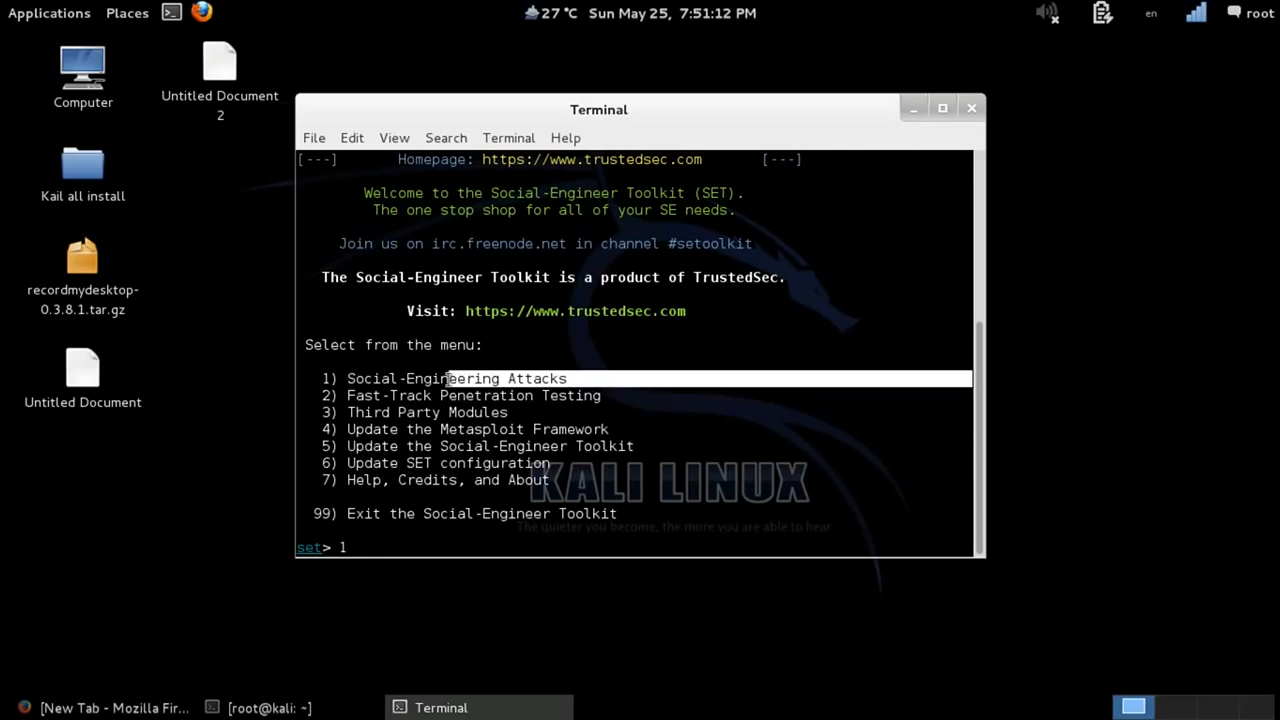 Applications Places 27 °C Sun May 25, 7:51:12 PM en root
Computer
Untitled Document
2
Kail all install
recordmydesktop-
0.3.8.1.tar.gz
Untitled Document
Terminal
File Edit View Search Terminal Help
[---] Homepage: https://www.trustedsec.com [---]
Welcome to the Social-Engineer Toolkit (SET).
The one stop shop for all of your SE needs.
Join us on irc.freenode.net in channel #setoolkit
The Social-Engineer Toolkit is a product of TrustedSec.
Visit: https://www.trustedsec.com
Select from the menu:
1) Social-Engineering Attacks
2) Fast-Track Penetration Testing
3) Third Party Modules
4) Update the Metasploit Framework
5) Update the Social-Engineer Toolkit
6) Update SET configuration
7) Help, Credits, and About
99) Exit the Social-Engineer Toolkit
set> 1
KALI LINUX
The quieter you become, the more you are able to hear
[New Tab - Mozilla Fir... [root@kali: ~] Terminal